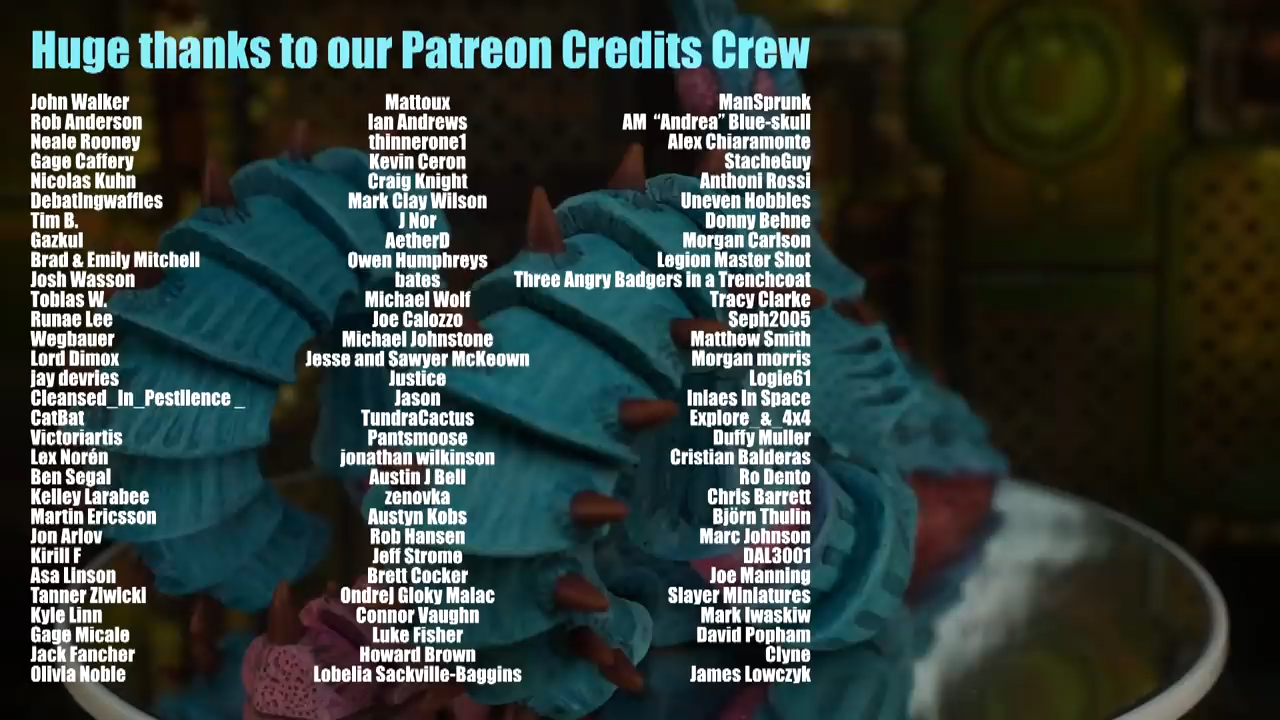 Huge thanks to our Patreon Credits Crew
John Walker
Rob Anderson
Neale Rooney
Gage Caffery
Nicolas Kuhn
Debatingwaffles
Tim B.
Gazkul
Brad & Emily Mitchell
Josh Wasson
Tobias W.
Runae Lee
Wegbauer
Lord Dimox
jay devries
Cleansed_In_Pestilence _
CatBat
Victoriartis
Lex Norén
Ben Segal
Kelley Larabee
Martin Ericsson
Jon Arlov
Kirill F
Asa Linson
Tanner Ziwicki
Kyle Linn
Gage Micale
Jack Fancher
Olivia Noble
Mattoux
Ian Andrews
thinnerone1
Kevin Ceron
Craig Knight
Mark Clay Wilson
J Nor
AetherD
Owen Humphreys
bates
Michael Wolf
Joe Calozzo
Michael Johnstone
Jesse and Sawyer McKeown
Justice
Jason
TundraCactus
Pantsmoose
jonathan wilkinson
Austin J Bell
zenovka
Austyn Kobs
Rob Hansen
Jeff Strome
Brett Cocker
Ondrej Gloky Malac
Connor Vaughn
Luke Fisher
Howard Brown
Lobelia Sackville-Baggins
ManSprunk
AM “Andrea” Blue-skull
Alex Chiaramonte
StacheGuy
Anthoni Rossi
Uneven Hobbles
Donny Behne
Morgan Carlson
Legion Master Shot
Three Angry Badgers in a Trenchcoat
Tracy Clarke
Seph2005
Matthew Smith
Morgan morris
Logie61
Inlaes In Space
Explore_&_4x4
Duffy Muller
Cristian Balderas
Ro Dento
Chris Barrett
Björn Thulin
Marc Johnson
DAL3001
Joe Manning
Slayer Miniatures
Mark Iwaskiw
David Popham
Clyne
James Lowczyk